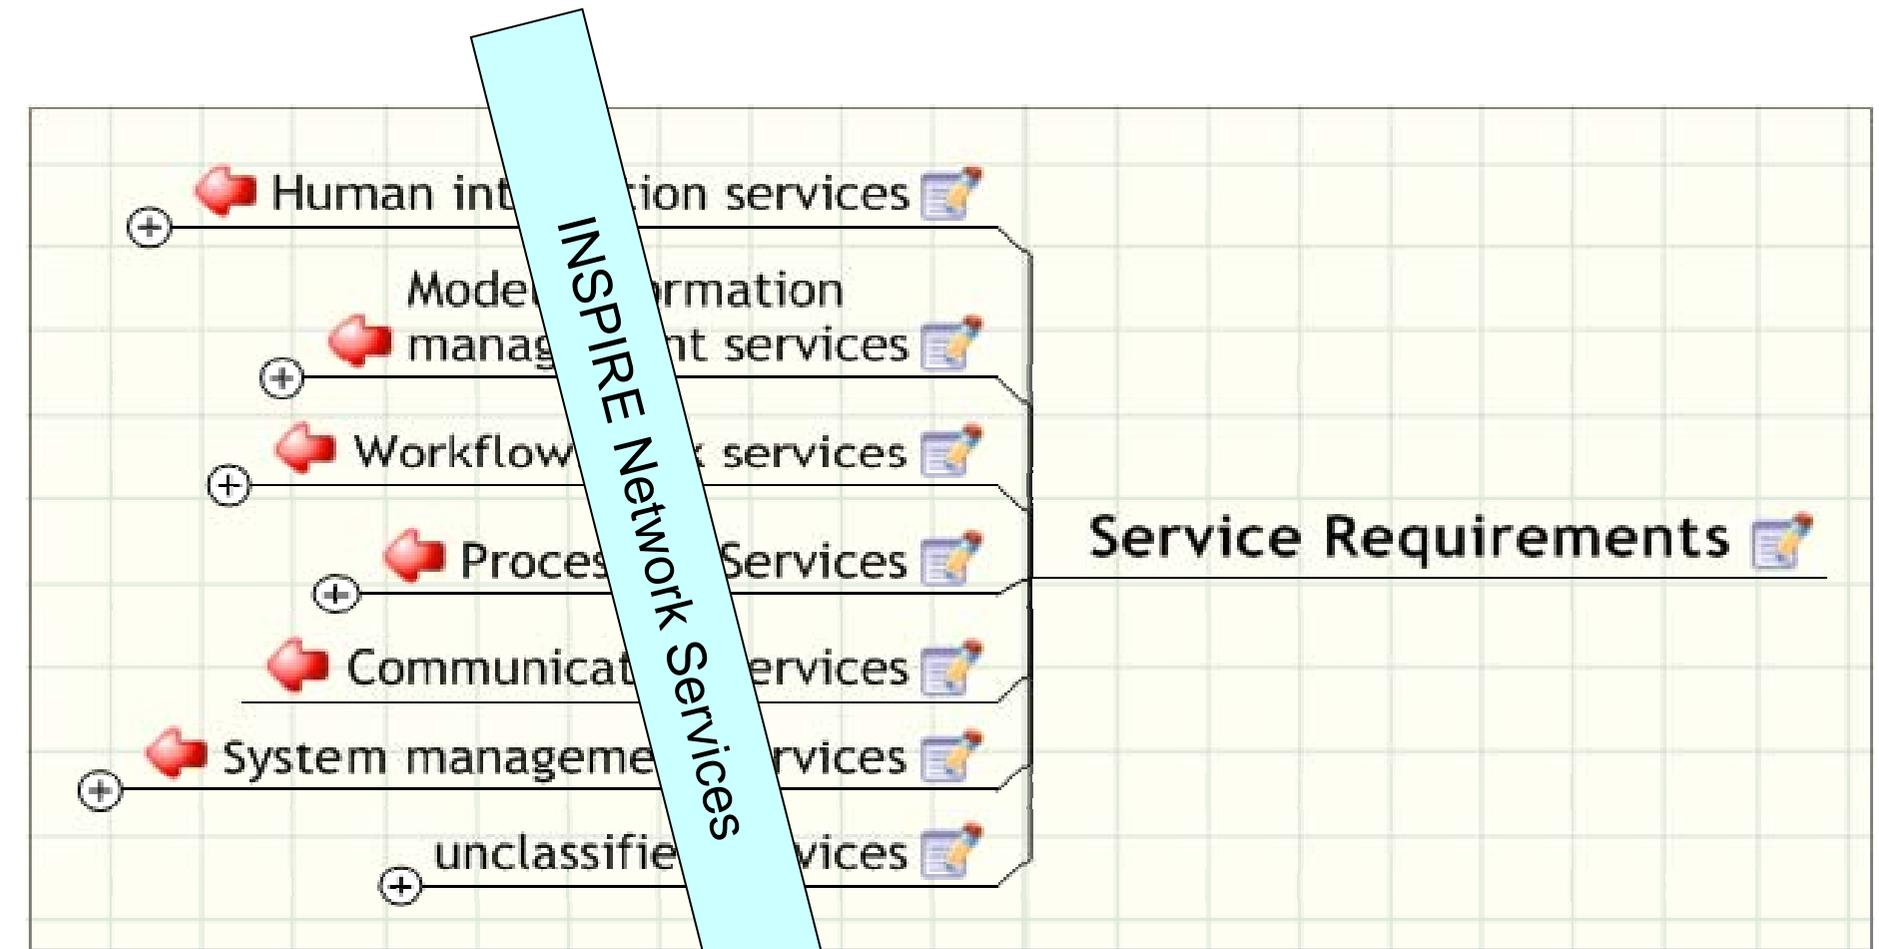 Human int tion services
Mode ormation
manag nt services
Workflow k services
Proces Services
Communicat ervices
System manageme rvices
unclassifie vices
Service Requirements
INSPIRE Network Services